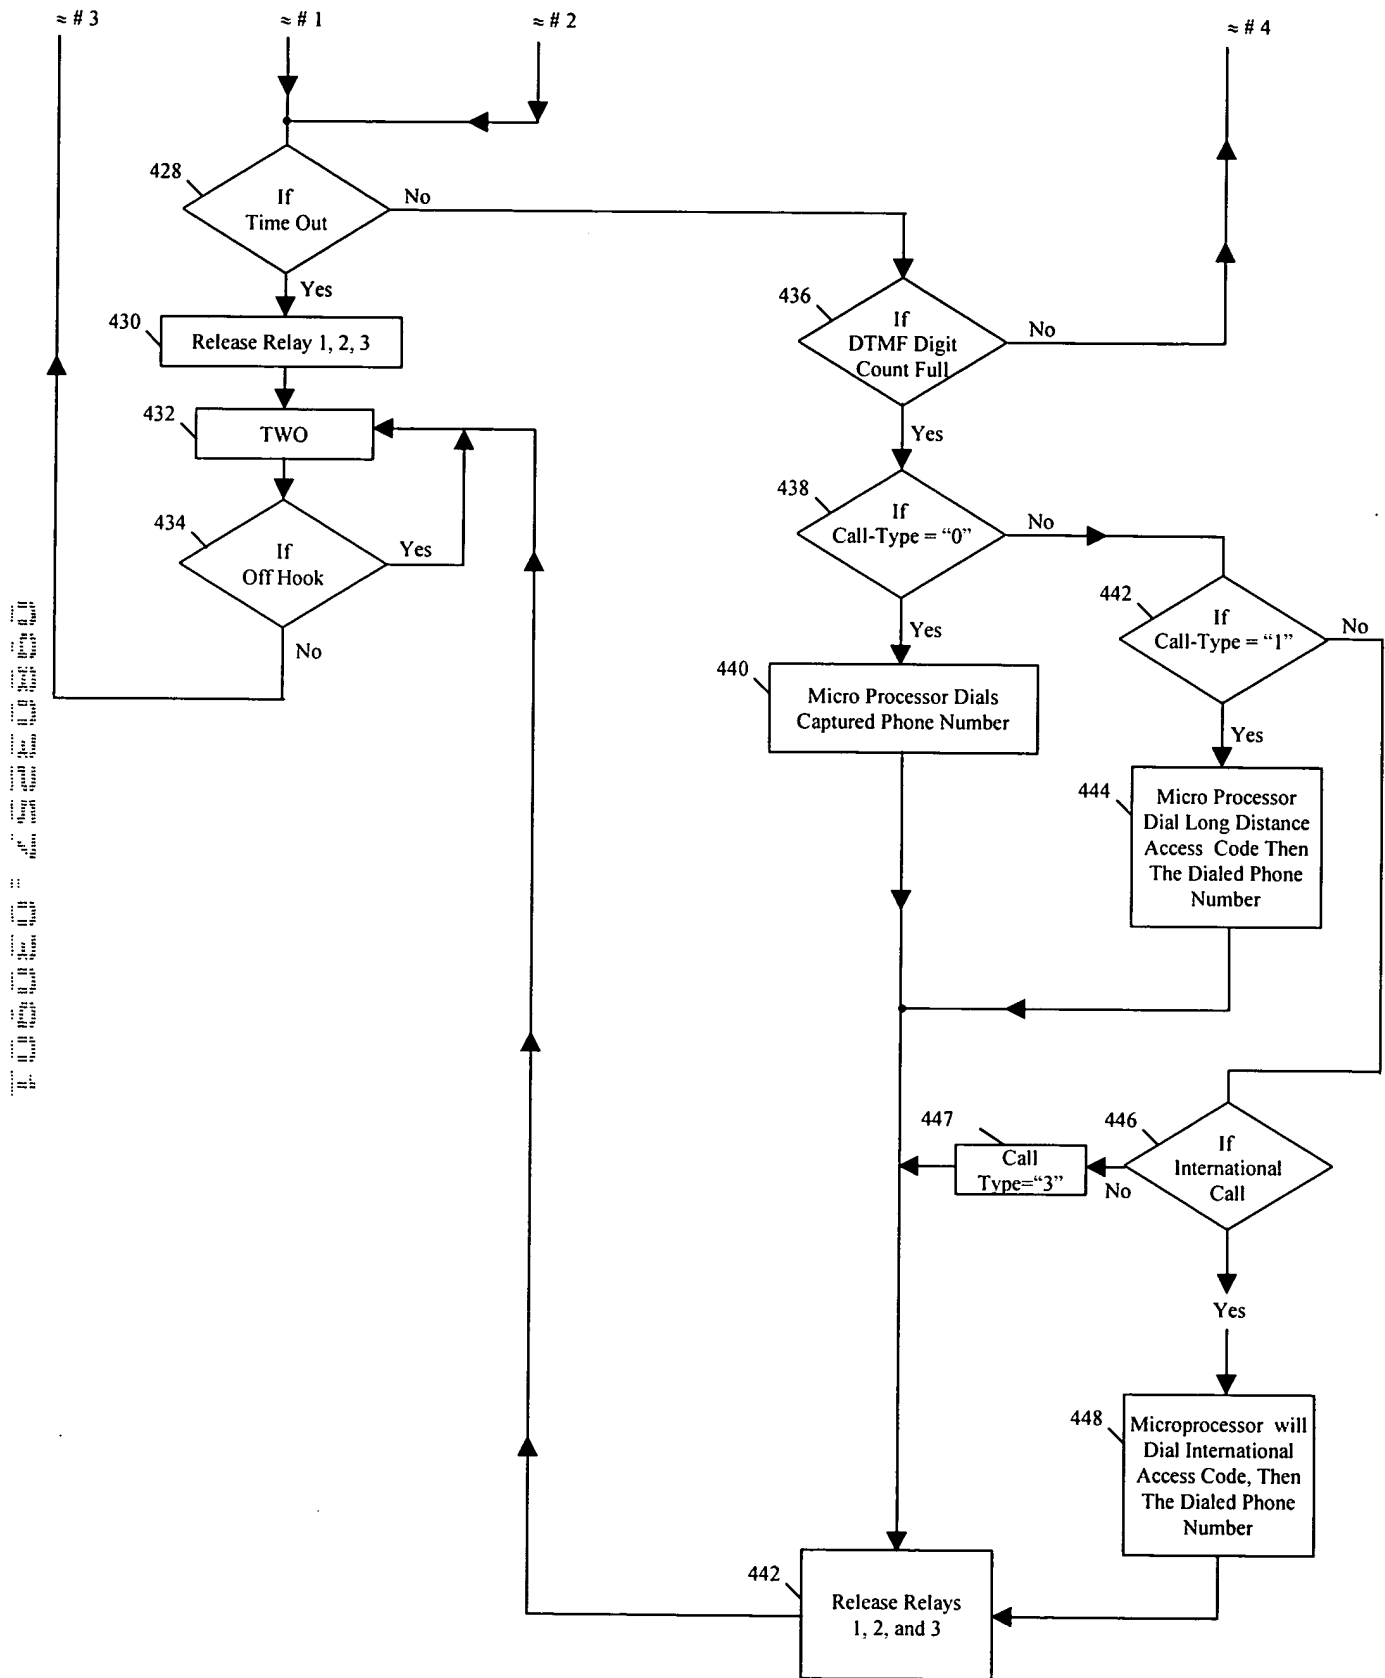 ≈ # 3
≈ # 1
≈ # 2
≈ # 4
428
If
Time Out
No
Yes
430
Release Relay 1, 2, 3
432
TWO
434
If
Off Hook
Yes
No
436
If
DTMF Digit
Count Full
No
Yes
438
If
Call-Type = “0”
No
Yes
440
Micro Processor Dials
Captured Phone Number
442
If
Call-Type = “1”
No
Yes
444
Micro Processor
Dial Long Distance
Access Code Then
The Dialed Phone
Number
446
If
International
Call
No
447
Call
Type=“3”
Yes
448
Microprocessor will
Dial International
Access Code, Then
The Dialed Phone
Number
442
Release Relays
1, 2, and 3